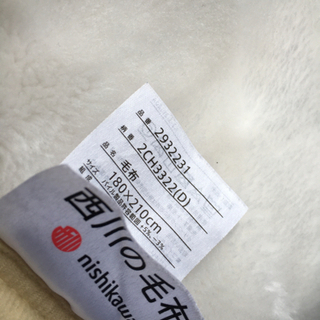 品番 2932231
柄番 2CH3322(D)
品名 毛布
サイズ 180×210cm
西川の毛布
nishikawa